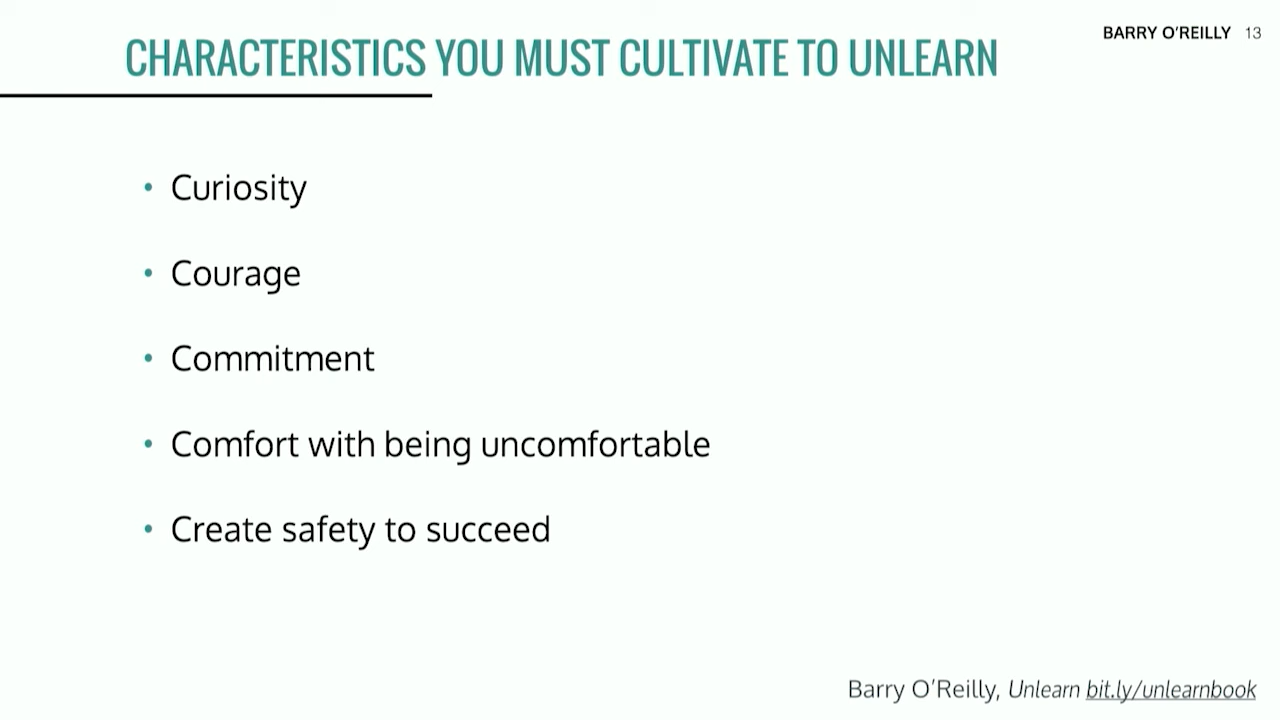 BARRY O'REILLY 13
CHARACTERISTICS YOU MUST CULTIVATE TO UNLEARN
• Curiosity
• Courage
• Commitment
• Comfort with being uncomfortable
• Create safety to succeed
Barry O'Reilly, Unlearn bit.ly/unlearnbook